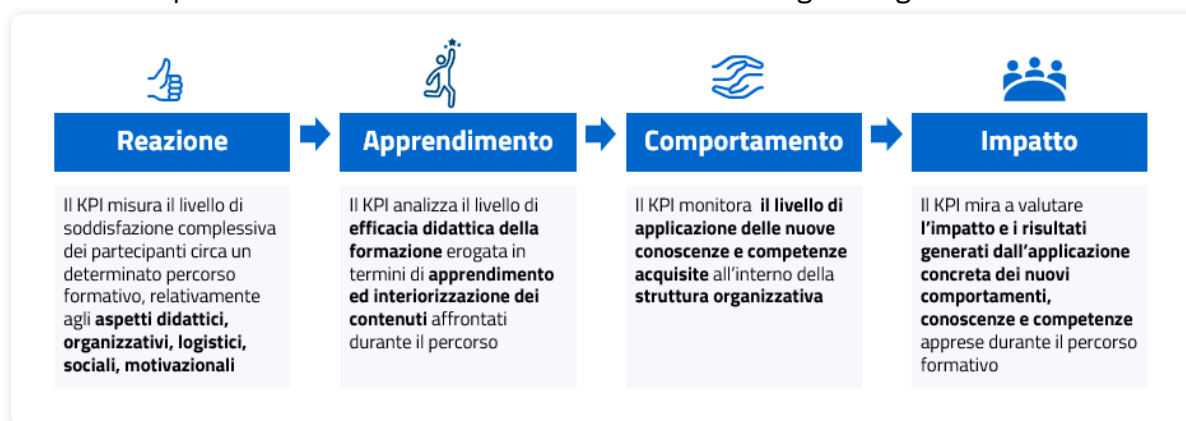 Reazione
Il KPI misura il livello di
soddisfazione complessiva
dei partecipanti circa un
determinato percorso
formativo, relativamente
agli aspetti didattici,
organizzativi, logistici,
sociali, motivazionali
Apprendimento
Il KPI analizza il livello di
efficacia didattica della
formazione erogata in
termini di apprendimento
ed interiorizzazione dei
contenuti affrontati
durante il percorso
Comportamento
Il KPI monitora il livello di
applicazione delle nuove
conoscenze e competenze
acquisite all’interno della
struttura organizzativa
Impatto
Il KPI mira a valutare
l’impatto e i risultati
generati dall’applicazione
concreta dei nuovi
comportamenti,
conoscenze e competenze
apprese durante il percorso
formativo